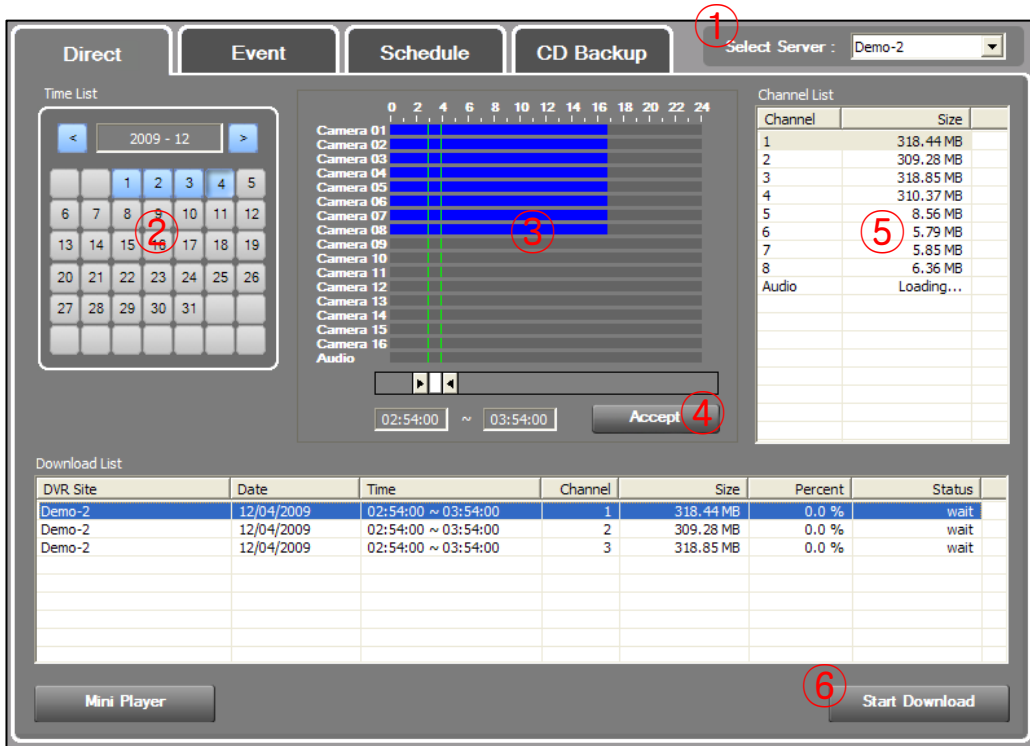 ①
Direct Event Schedule CD Backup Select Server : Demo-2
Time List
< 2009 - 12 >
1 2 3 4 5
6 7 8 9 10 11 12
13 14 15 16 17 18 19
20 21 22 23 24 25 26
27 28 29 30 31
②
0 2 4 6 8 10 12 14 16 18 20 22 24
Camera 01
Camera 02
Camera 03
Camera 04
Camera 05
Camera 06
Camera 07
Camera 08
Camera 09
Camera 10
Camera 11
Camera 12
Camera 13
Camera 14
Camera 15
Camera 16
Audio
③
02:54:00 ~ 03:54:00 Accept ④
Channel List
Channel Size
1 318.44 MB
2 309.28 MB
3 318.85 MB
4 310.37 MB
5 8.56 MB
6 5.79 MB
7 5.85 MB
8 6.36 MB
Audio Loading...
⑤
Download List
DVR Site Date Time Channel Size Percent Status
Demo-2 12/04/2009 02:54:00 ~ 03:54:00 1 318.44 MB 0.0 % wait
Demo-2 12/04/2009 02:54:00 ~ 03:54:00 2 309.28 MB 0.0 % wait
Demo-2 12/04/2009 02:54:00 ~ 03:54:00 3 318.85 MB 0.0 % wait
⑥
Mini Player Start Download